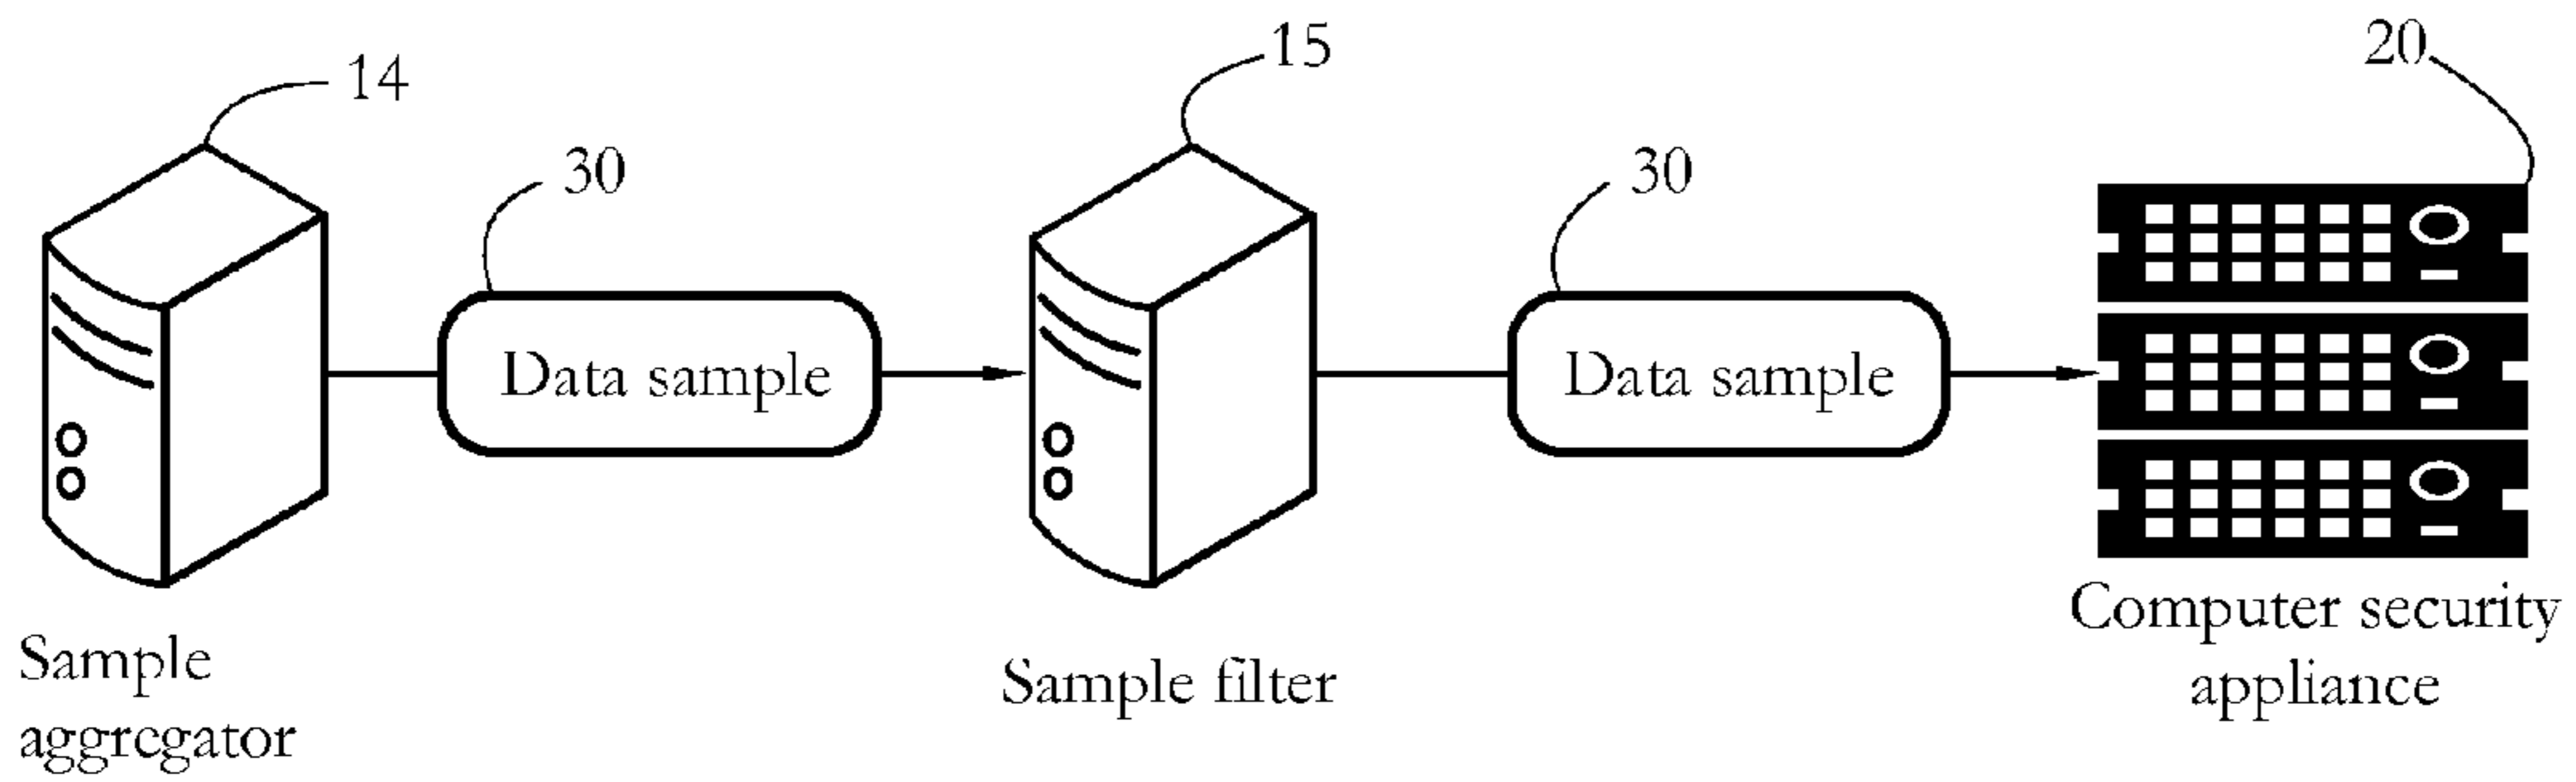 14
15
20
30
30
Data sample
Data sample
Sample
aggregator
Sample filter
Computer security
appliance